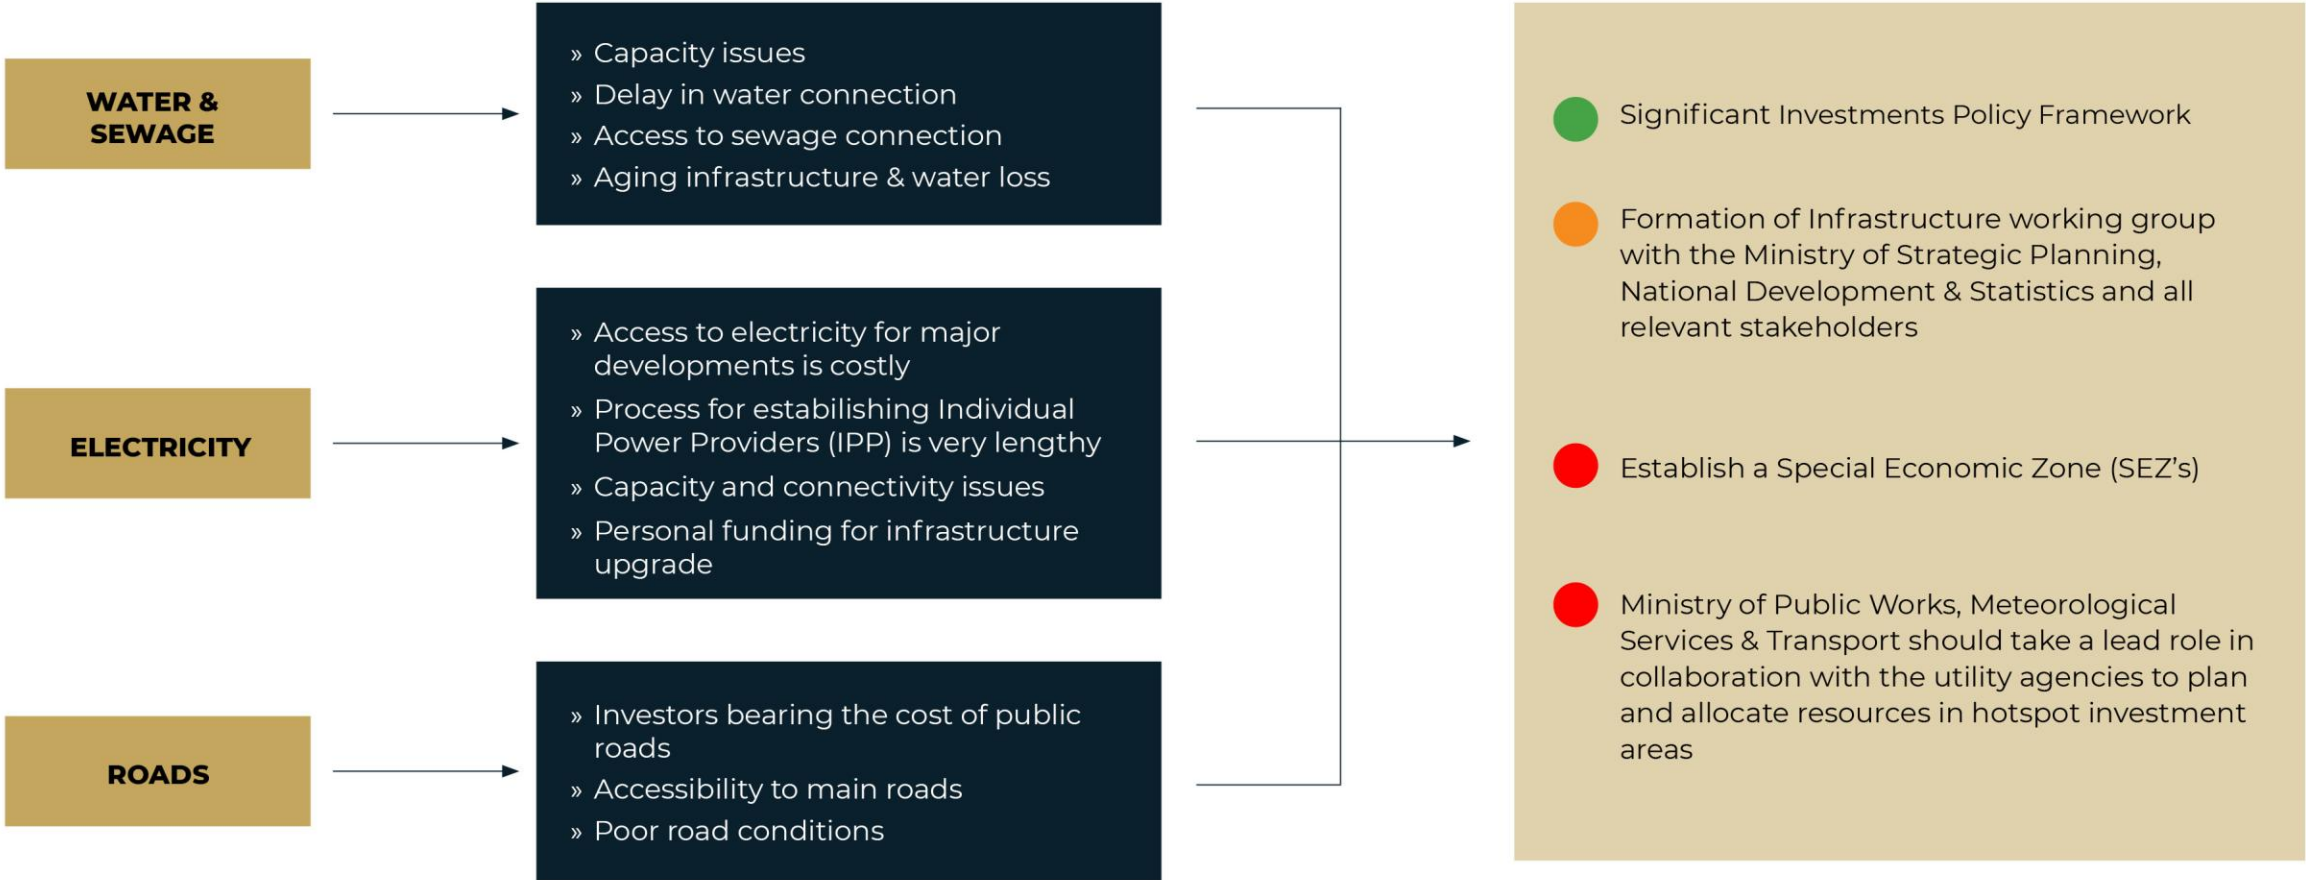 WATER &
SEWAGE
» Capacity issues
» Delay in water connection
» Access to sewage connection
» Aging infrastructure & water loss
ELECTRICITY
» Access to electricity for major
developments is costly
» Process for estabilishing Individual
Power Providers (IPP) is very lengthy
» Capacity and connectivity issues
» Personal funding for infrastructure
upgrade
ROADS
» Investors bearing the cost of public
roads
» Accessibility to main roads
» Poor road conditions
Significant Investments Policy Framework
Formation of Infrastructure working group
with the Ministry of Strategic Planning,
National Development & Statistics and all
relevant stakeholders
Establish a Special Economic Zone (SEZ’s)
Ministry of Public Works, Meteorological
Services & Transport should take a lead role in
collaboration with the utility agencies to plan
and allocate resources in hotspot investment
areas